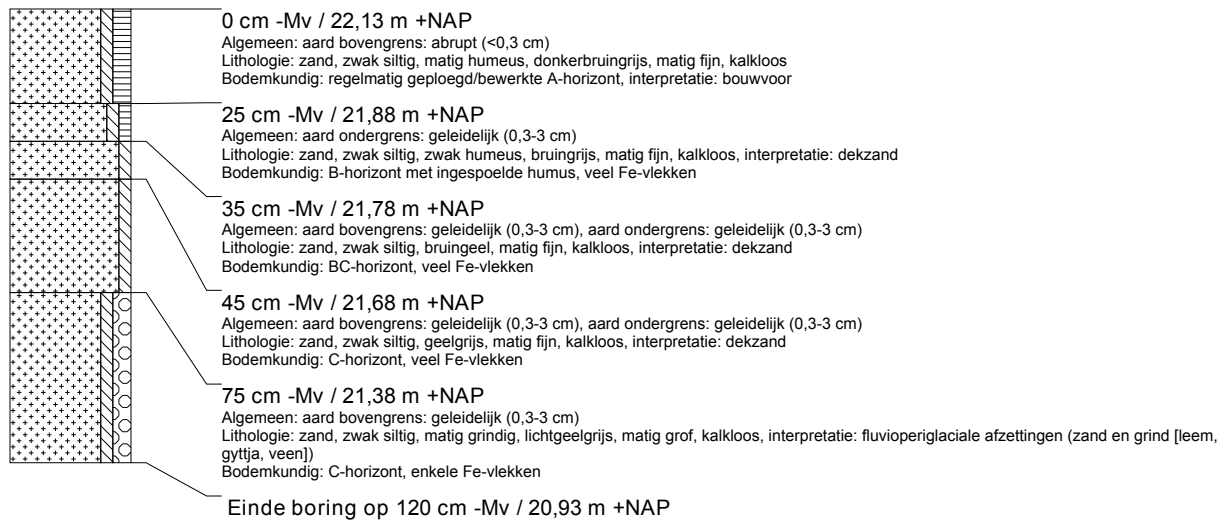 0 cm -Mv / 22,13 m +NAP
Algemeen: aard bovengrens: abrupt (<0,3 cm)
Lithologie: zand, zwak siltig, matig humeus, donkerbruingrijs, matig fijn, kalkloos
Bodemkundig: regelmatig geploegd/bewerkte A-horizont, interpretatie: bouwvoor
25 cm -Mv / 21,88 m +NAP
Algemeen: aard ondergrens: geleidelijk (0,3-3 cm)
Lithologie: zand, zwak siltig, zwak humeus, bruingrijs, matig fijn, kalkloos, interpretatie: dekzand
Bodemkundig: B-horizont met ingespoelde humus, veel Fe-vlekken
35 cm -Mv / 21,78 m +NAP
Algemeen: aard bovengrens: geleidelijk (0,3-3 cm), aard ondergrens: geleidelijk (0,3-3 cm)
Lithologie: zand, zwak siltig, bruingeel, matig fijn, kalkloos, interpretatie: dekzand
Bodemkundig: BC-horizont, veel Fe-vlekken
45 cm -Mv / 21,68 m +NAP
Algemeen: aard bovengrens: geleidelijk (0,3-3 cm), aard ondergrens: geleidelijk (0,3-3 cm)
Lithologie: zand, zwak siltig, geelgrijs, matig fijn, kalkloos, interpretatie: dekzand
Bodemkundig: C-horizont, veel Fe-vlekken
75 cm -Mv / 21,38 m +NAP
Algemeen: aard bovengrens: geleidelijk (0,3-3 cm)
Lithologie: zand, zwak siltig, matig grindig, lichtgeelgrijs, matig grof, kalkloos, interpretatie: fluvioperiglaciale afzettingen (zand en grind [leem,
gyttja, veen])
Bodemkundig: C-horizont, enkele Fe-vlekken
Einde boring op 120 cm -Mv / 20,93 m +NAP